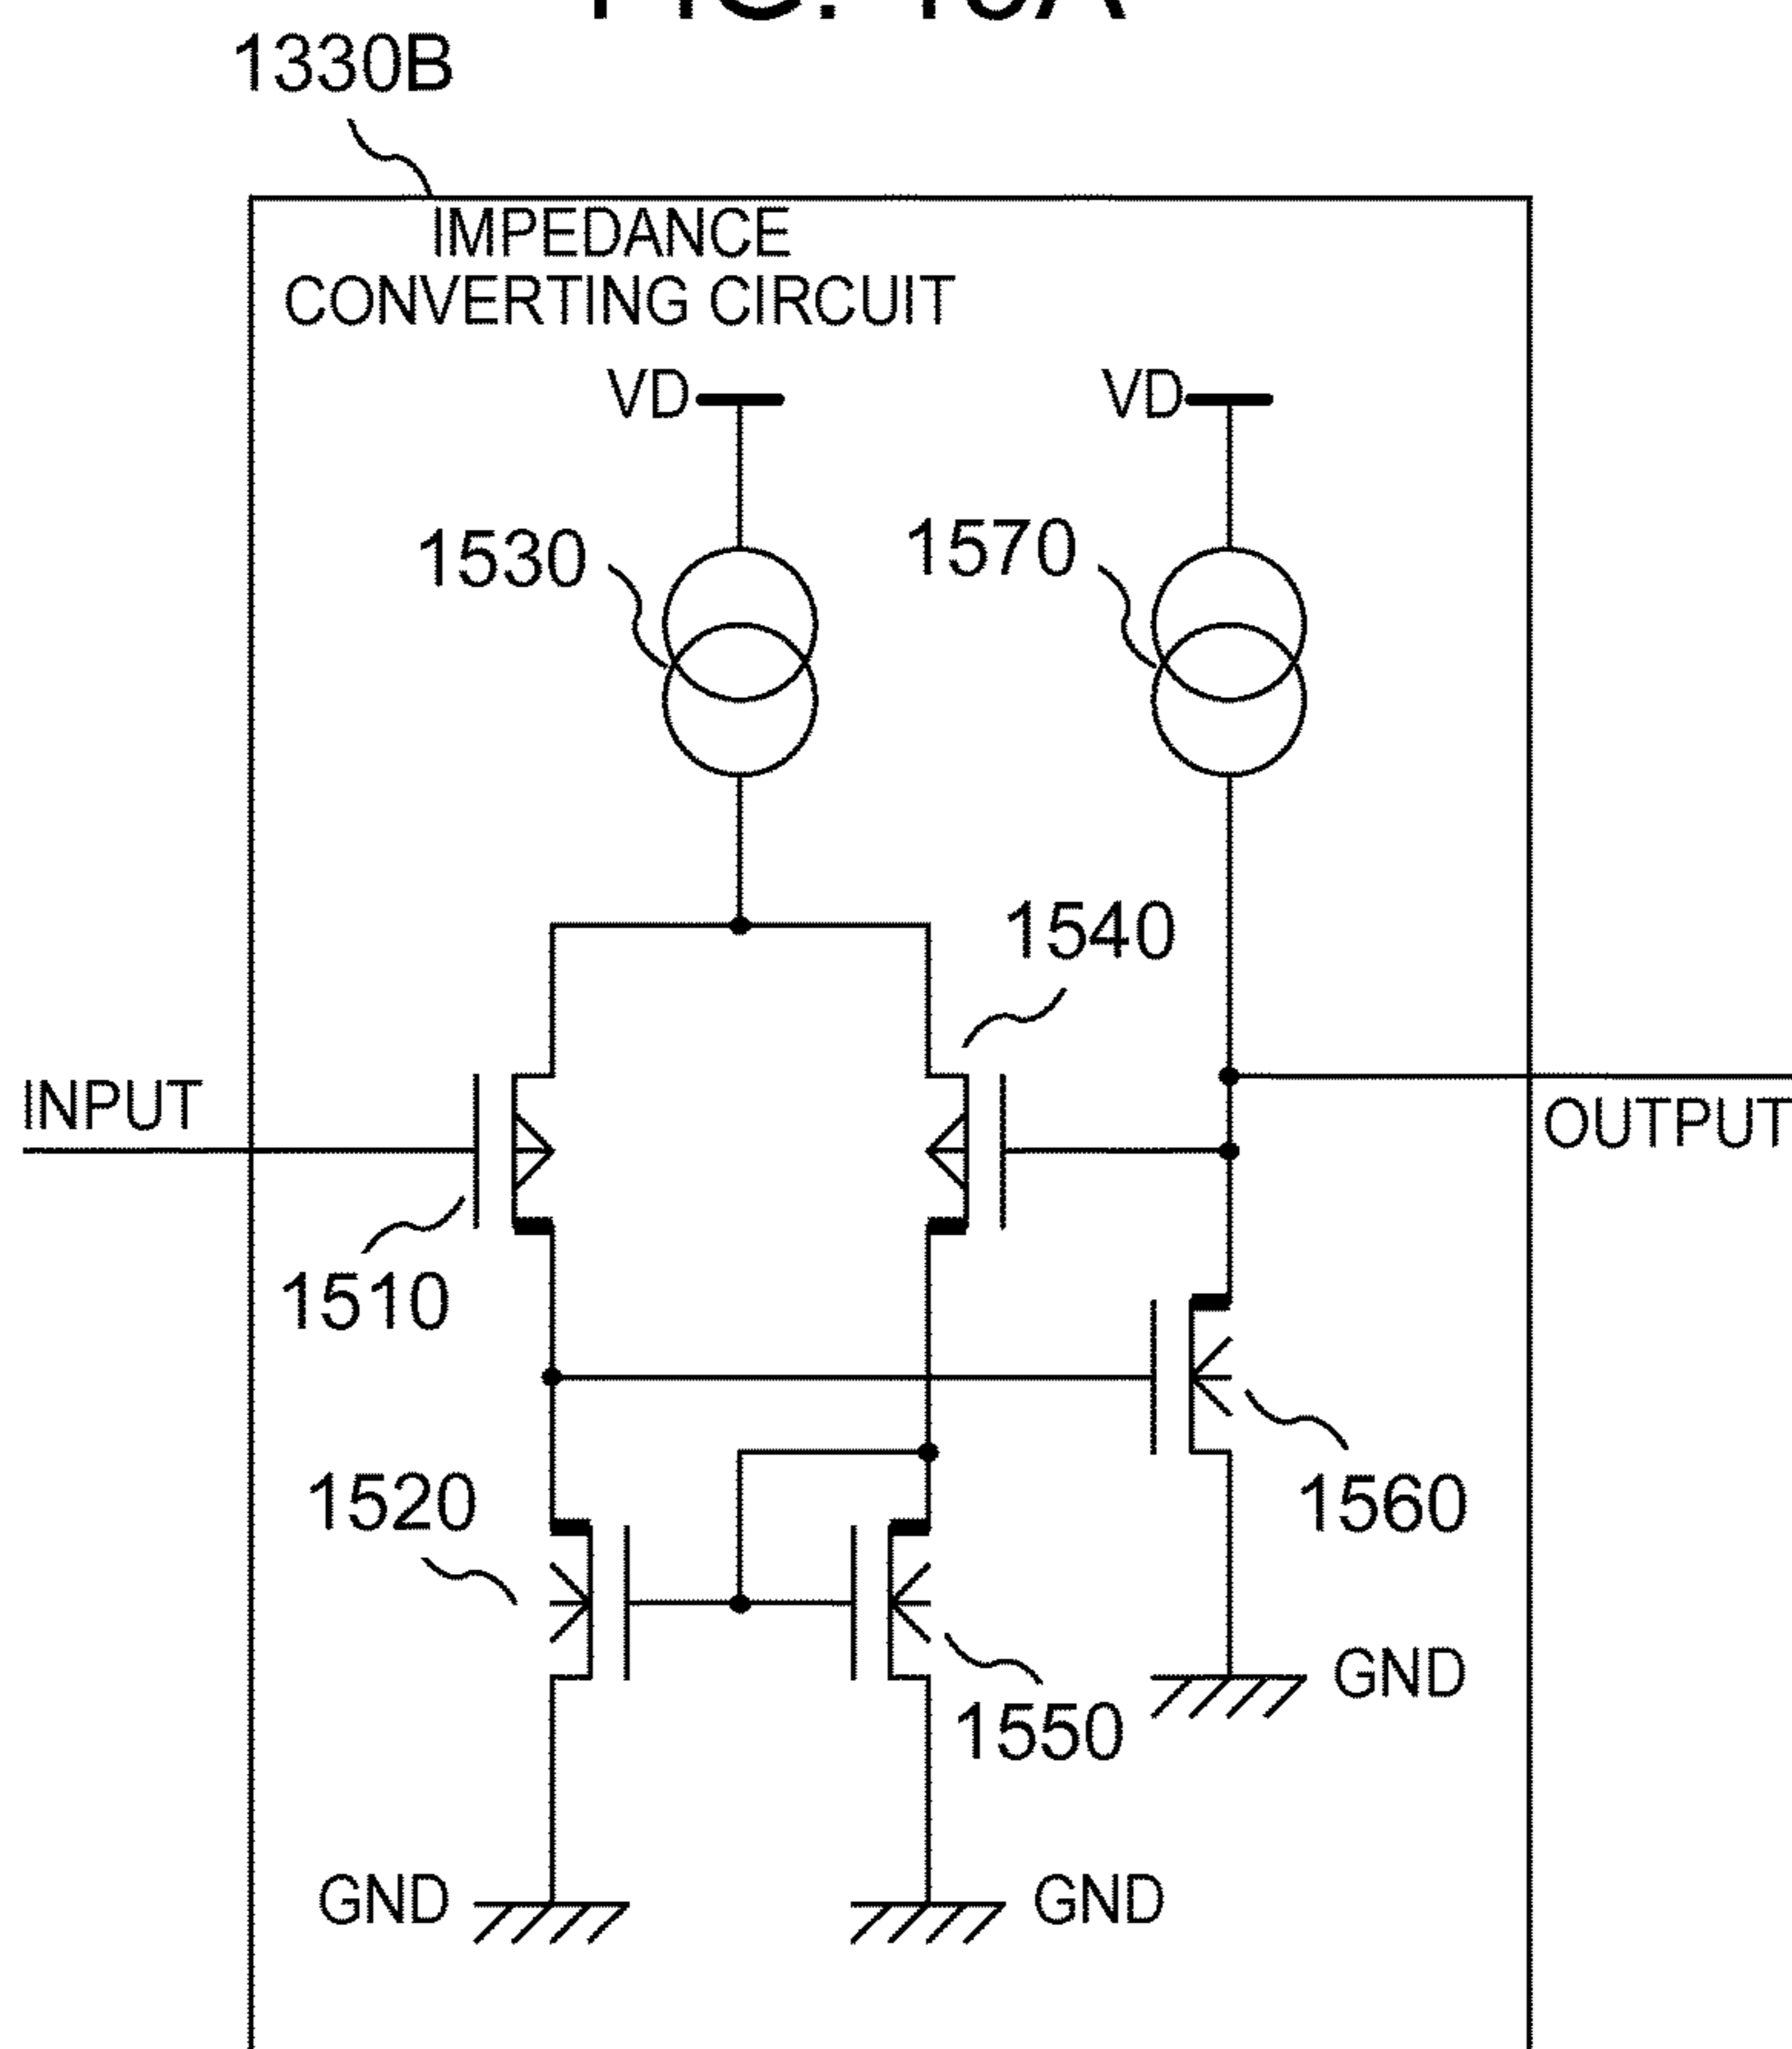 1330B
IMPEDANCE
CONVERTING CIRCUIT
VD
VD
1530
1570
1540
INPUT
OUTPUT
1510
1520
1560
GND
1550
GND
GND